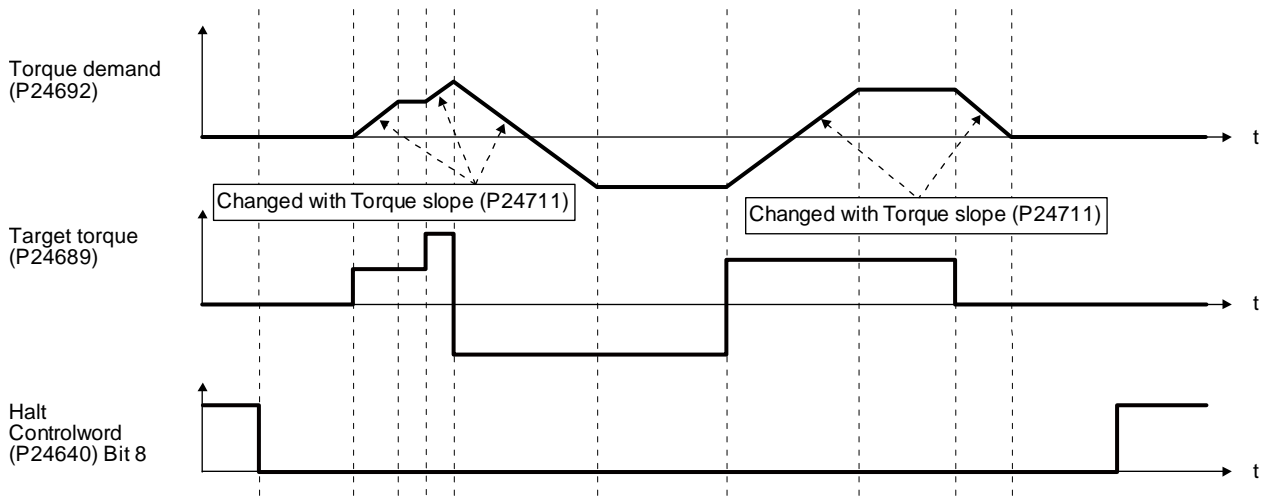 Torque demand
(P24692)
t
Changed with Torque slope (P24711)
Changed with Torque slope (P24711)
Target torque
(P24689)
t
Halt
Controlword
(P24640) Bit 8
t